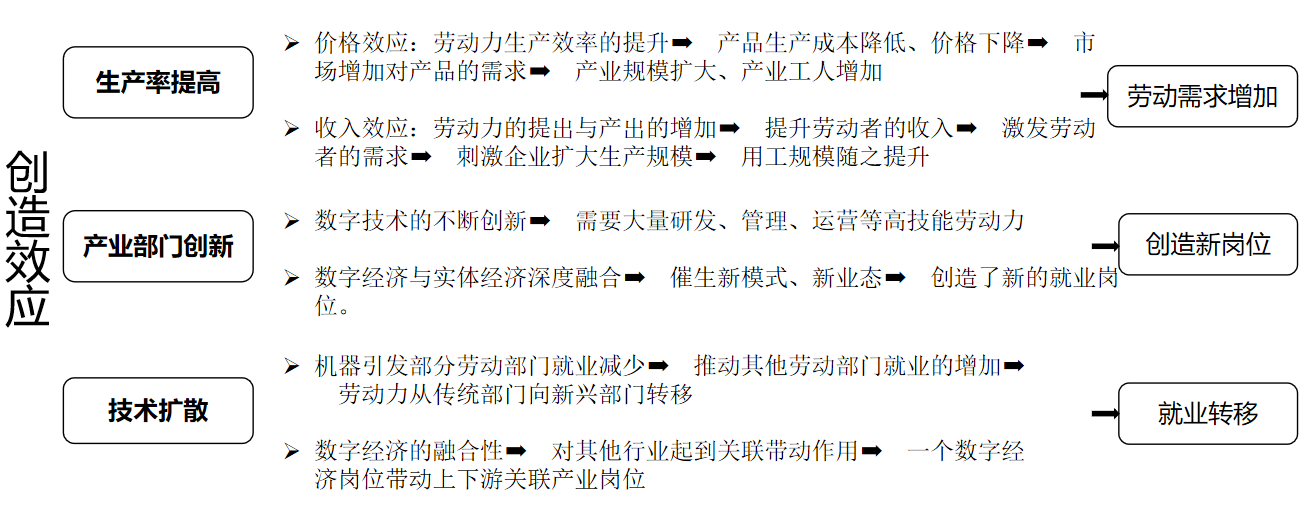 创造效应
生产率提高
➢ 价格效应：劳动力生产效率的提升➡ 产品生产成本降低、价格下降➡ 市
场增加对产品的需求➡ 产业规模扩大、产业工人增加
➢ 收入效应：劳动力的提出与产出的增加➡ 提升劳动者的收入➡ 激发劳动
者的需求➡ 刺激企业扩大生产规模➡ 用工规模随之提升
劳动需求增加
产业部门创新
➢ 数字技术的不断创新➡ 需要大量研发、管理、运营等高技能劳动力
➢ 数字经济与实体经济深度融合➡ 催生新模式、新业态➡ 创造了新的就业岗
位。
创造新岗位
技术扩散
➢ 机器引发部分劳动部门就业减少➡ 推动其他劳动部门就业的增加➡
劳动力从传统部门向新兴部门转移
➢ 数字经济的融合性➡ 对其他行业起到关联带动作用➡ 一个数字经
济岗位带动上下游关联产业岗位
就业转移